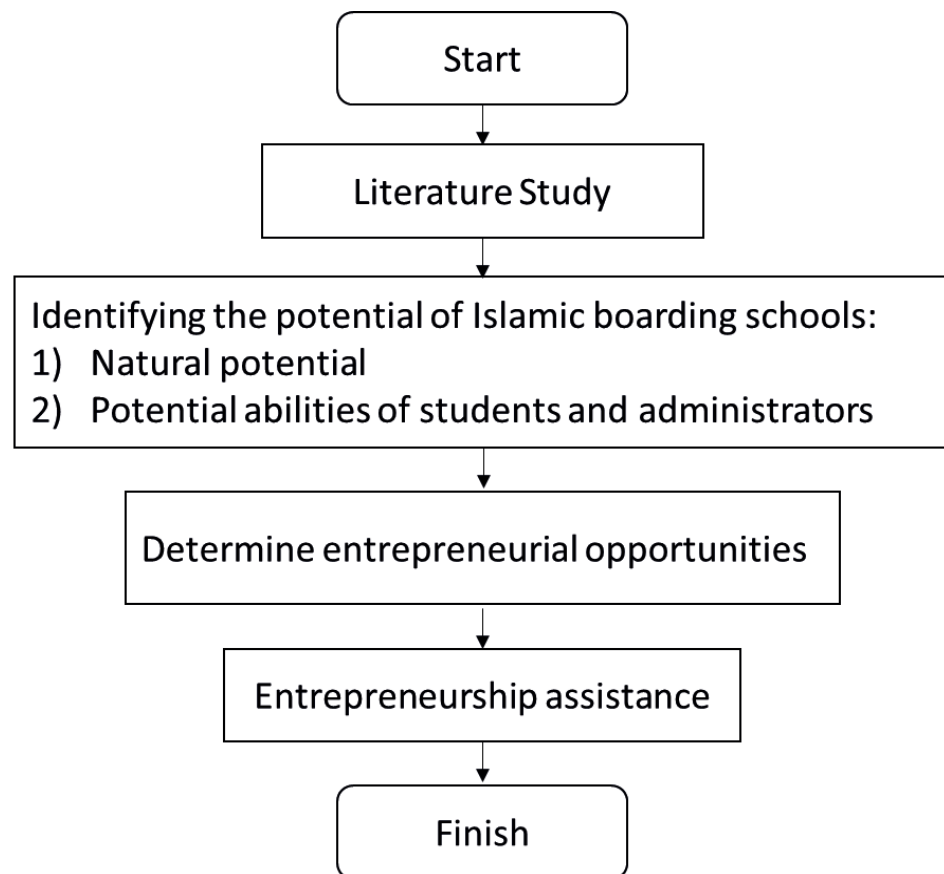 Start
Literature Study
Identifying the potential of Islamic boarding schools:
1) Natural potential
2) Potential abilities of students and administrators
Determine entrepreneurial opportunities
Entrepreneurship assistance
Finish